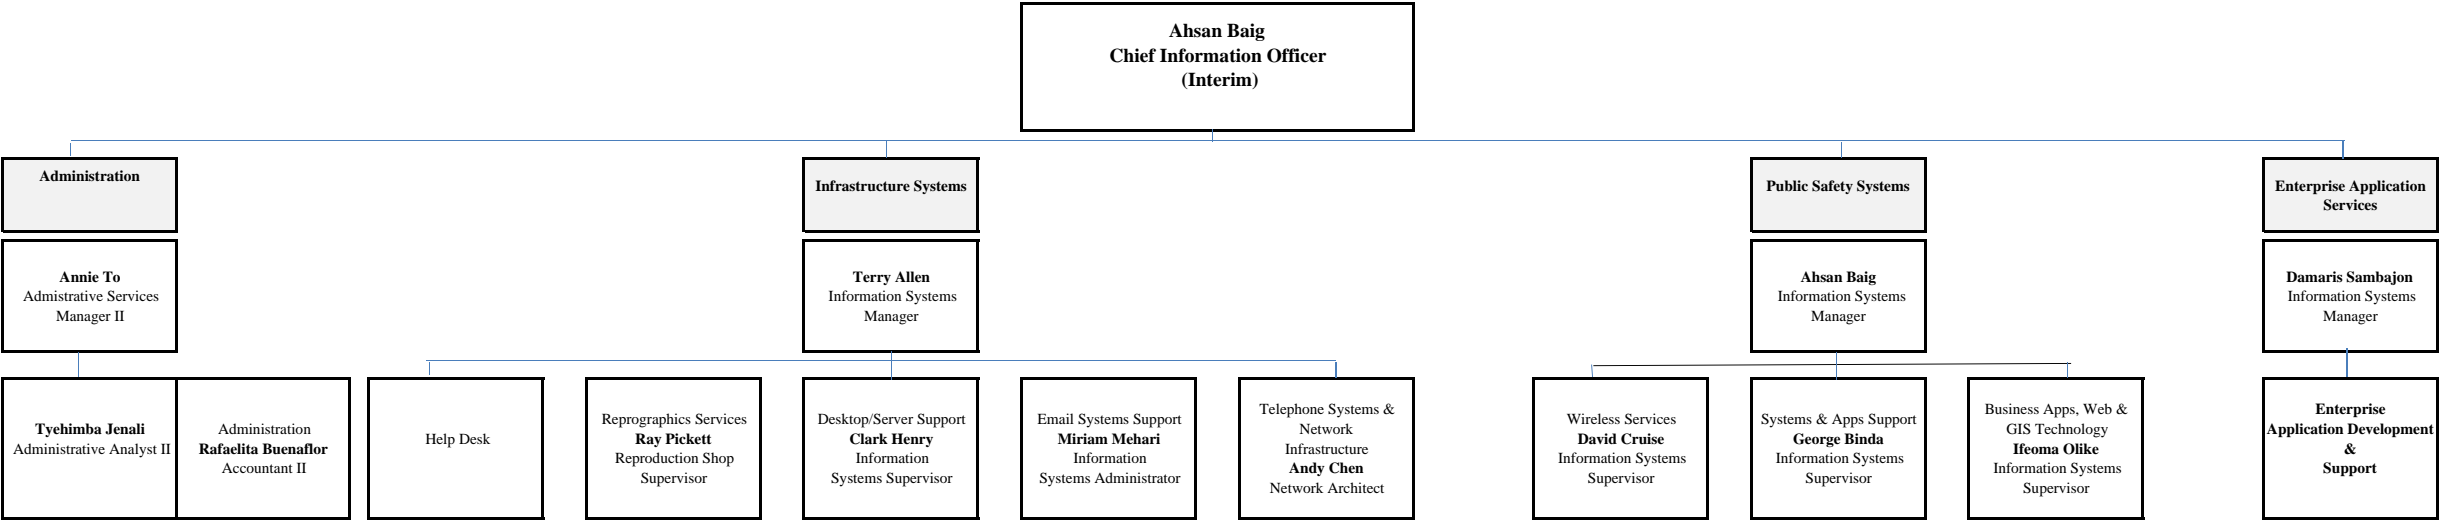 Ahsan Baig
Chief Information Officer
(Interim)
Administration
Infrastructure Systems
Public Safety Systems
Enterprise Application
Services
Annie To
Admistrative Services
Manager II
Terry Allen
Information Systems
Manager
Ahsan Baig
Information Systems
Manager
Damaris Sambajon
Information Systems
Manager
Tyehimba Jenali
Administrative Analyst II
Administration
Rafaelita Buenaflor
Accountant II
Help Desk
Reprographics Services
Ray Pickett
Reproduction Shop
Supervisor
Desktop/Server Support
Clark Henry
Information
Systems Supervisor
Email Systems Support
Miriam Mehari
Information
Systems Administrator
Telephone Systems &
Network
Infrastructure
Andy Chen
Network Architect
Wireless Services
David Cruise
Information Systems
Supervisor
Systems & Apps Support
George Binda
Information Systems
Supervisor
Business Apps, Web &
GIS Technology
Ifeoma Olike
Information Systems
Supervisor
Enterprise
Application Development
&
Support